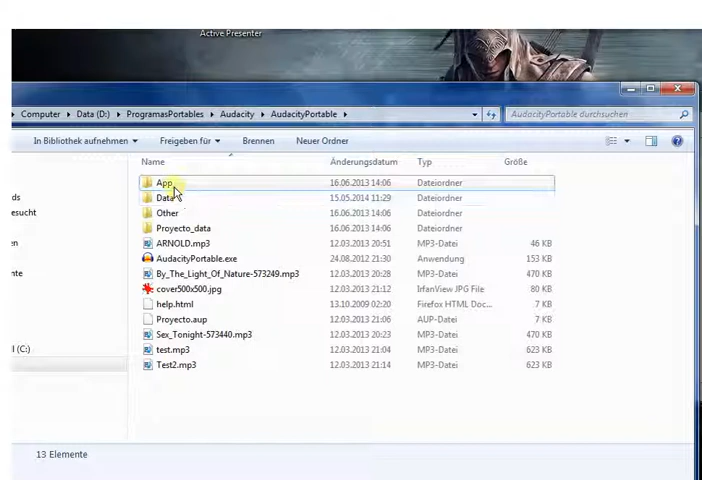 Active Presenter
Computer ▸ Data (D:) ▸ ProgramasPortables ▸ Audacity ▸ AudacityPortable ▸ AudacityPortable durchsuchen
In Bibliothek aufnehmen Freigeben für Brennen Neuer Ordner
Name Änderungsdatum Typ Größe
App 16.06.2013 14:06 Dateiordner
Data 15.05.2014 11:29 Dateiordner
Other 16.06.2013 14:06 Dateiordner
Proyecto_data 16.06.2013 14:06 Dateiordner
ARNOLD.mp3 12.03.2013 20:51 MP3-Datei 46 KB
AudacityPortable.exe 24.08.2012 21:30 Anwendung 153 KB
By_The_Light_Of_Nature-573249.mp3 12.03.2013 20:28 MP3-Datei 470 KB
cover500x500.jpg 12.03.2013 21:12 IrfanView JPG File 80 KB
help.html 13.10.2009 02:20 Firefox HTML Doc... 7 KB
Proyecto.aup 12.03.2013 21:06 AUP-Datei 7 KB
Sex_Tonight-573440.mp3 12.03.2013 20:23 MP3-Datei 470 KB
test.mp3 12.03.2013 21:04 MP3-Datei 623 KB
Test2.mp3 12.03.2013 21:14 MP3-Datei 623 KB
ds
sucht
en
nte
l (C:)
13 Elemente